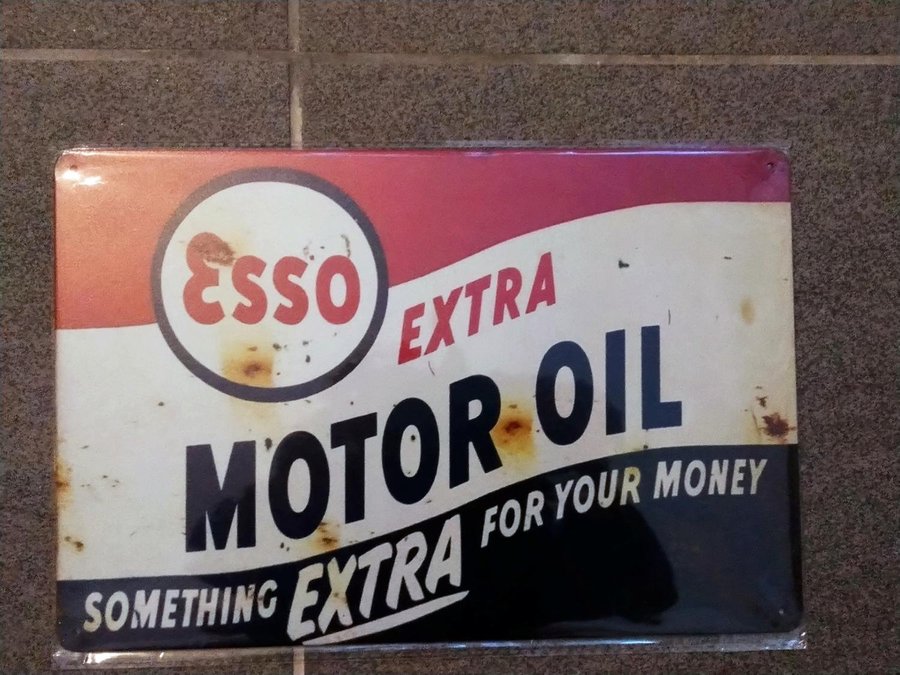 Esso
EXTRA
MOTOR OIL
SOMETHING EXTRA FOR YOUR MONEY